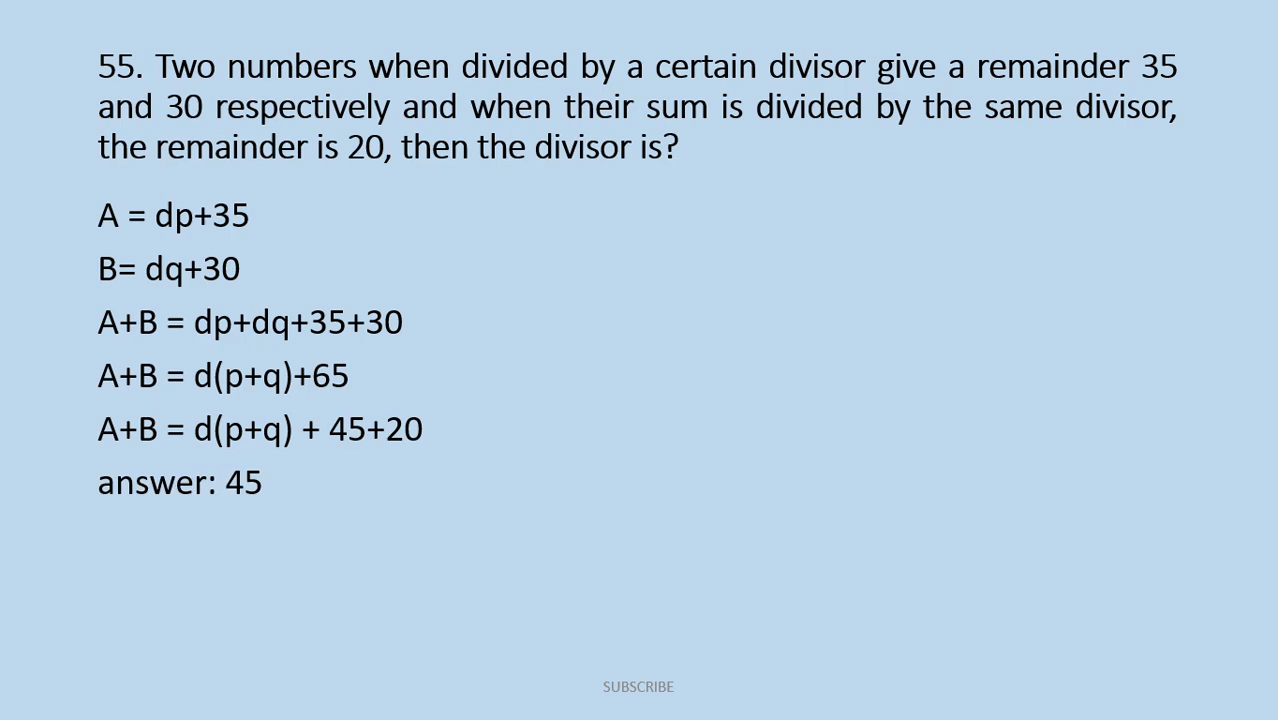 55. Two numbers when divided by a certain divisor give a remainder 35
and 30 respectively and when their sum is divided by the same divisor,
the remainder is 20, then the divisor is?
A = dp+35
B= dq+30
A+B = dp+dq+35+30
A+B = d(p+q)+65
A+B = d(p+q) + 45+20
answer: 45
SUBSCRIBE